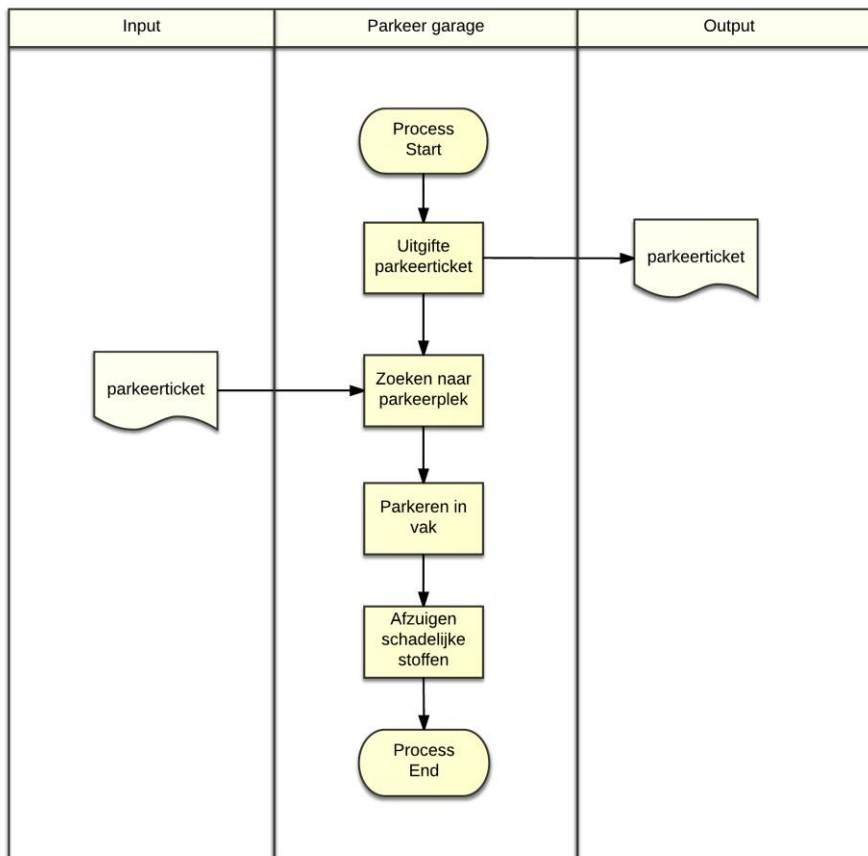 Input
Parkeer garage
Output
Process
Start
Uitgifte
parkeerticket
parkeerticket
parkeerticket
Zoeken naar
parkeerplek
Parkeren in
vak
Afzuigen
schadelijke
stoffen
Process
End